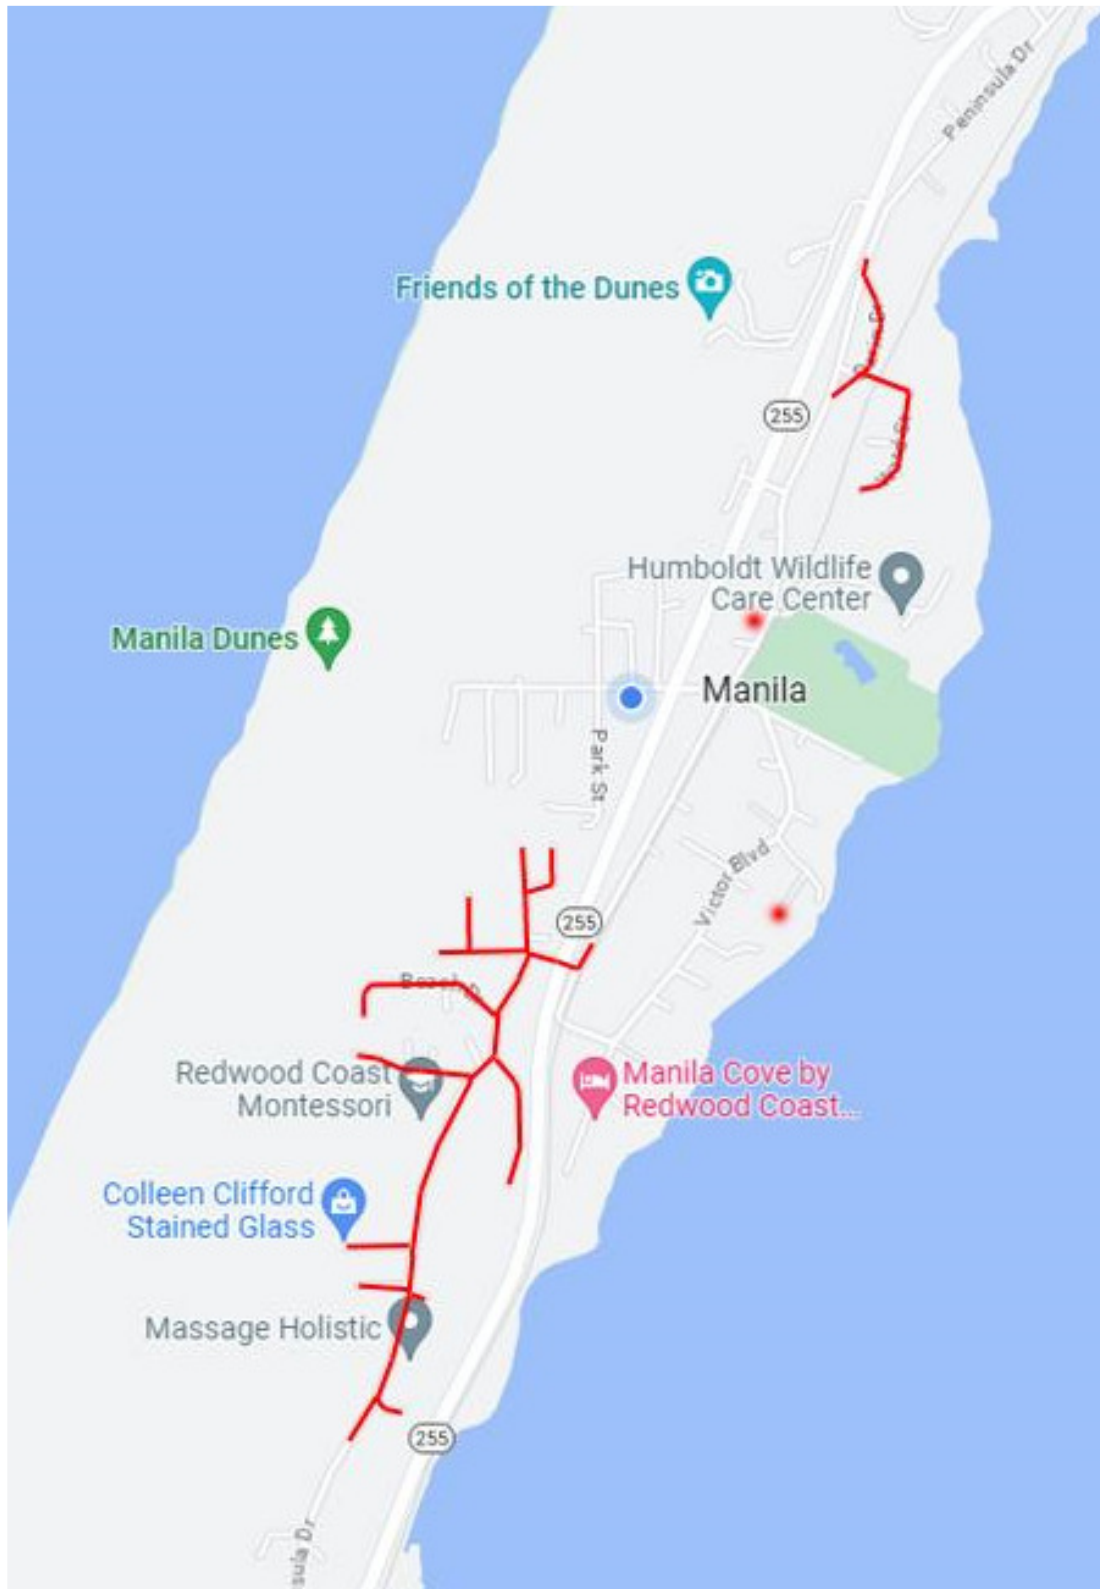 Peninsula Dr
Friends of the Dunes
255
Humboldt Wildlife
Care Center
Manila Dunes
Manila
Park St
Victor Blvd
255
Redwood Coast
Montessori
Manila Cove by
Redwood Coast...
Colleen Clifford
Stained Glass
Massage Holistic
255
sula Dr